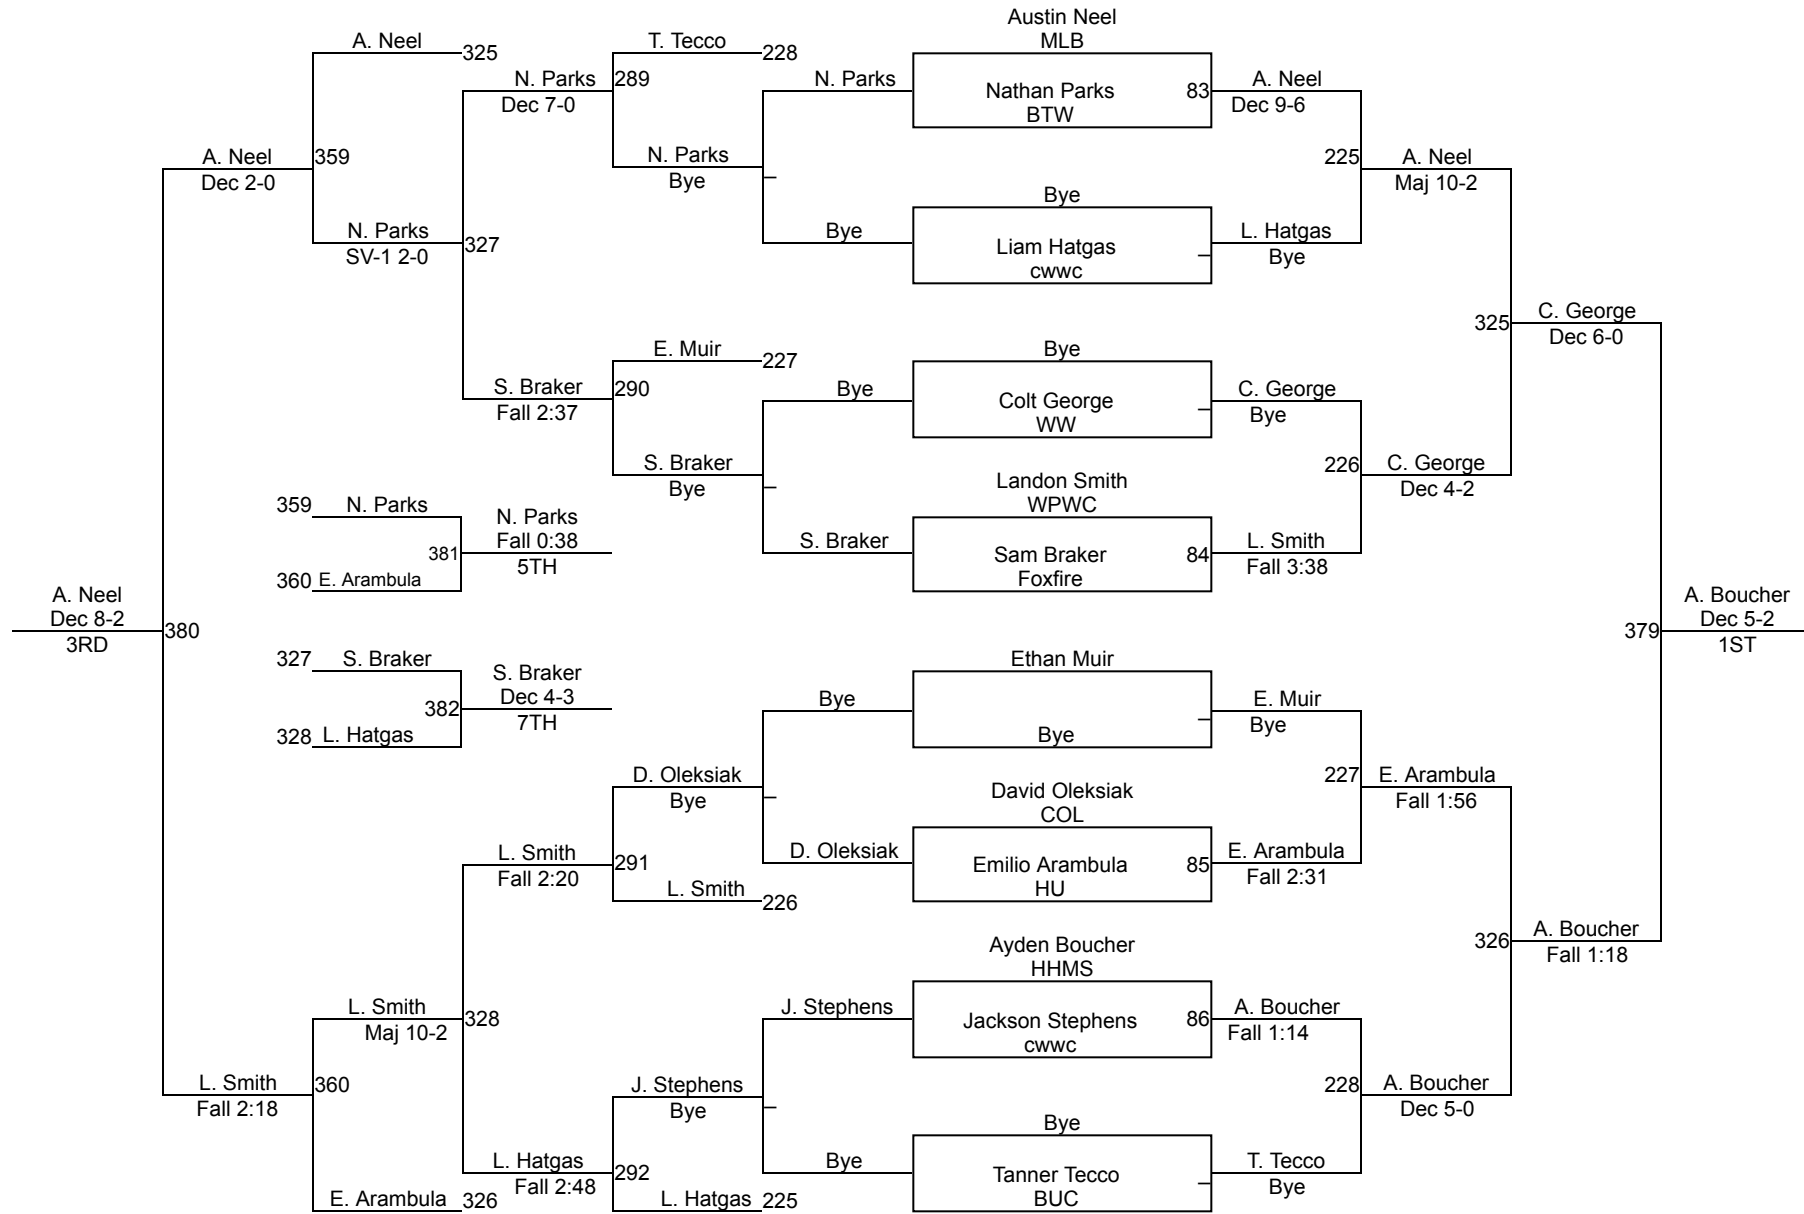 Austin Neel
MLB
A. Neel
325
T. Tecco
228
N. Parks
Dec 7-0
289
N. Parks
Nathan Parks
BTW
83
A. Neel
Dec 9-6
A. Neel
Dec 2-0
359
N. Parks
Bye
225
A. Neel
Maj 10-2
Bye
N. Parks
SV-1 2-0
327
Bye
Liam Hatgas
cwwc
L. Hatgas
Bye
325
C. George
Dec 6-0
E. Muir
227
Bye
S. Braker
Fall 2:37
290
Bye
Colt George
WW
C. George
Bye
S. Braker
Bye
226
C. George
Dec 4-2
Landon Smith
WPWC
359
N. Parks
N. Parks
Fall 0:38
5TH
381
360
E. Arambula
S. Braker
Sam Braker
Foxfire
84
L. Smith
Fall 3:38
A. Neel
Dec 8-2
3RD
380
379
A. Boucher
Dec 5-2
1ST
327
S. Braker
S. Braker
Dec 4-3
7TH
382
328
L. Hatgas
Ethan Muir
Bye
Bye
E. Muir
Bye
D. Oleksiak
Bye
227
E. Arambula
Fall 1:56
David Oleksiak
COL
L. Smith
Fall 2:20
291
D. Oleksiak
Emilio Arambula
HU
85
E. Arambula
Fall 2:31
L. Smith
226
326
A. Boucher
Fall 1:18
Ayden Boucher
HHMS
L. Smith
Maj 10-2
328
J. Stephens
Jackson Stephens
cwwc
86
A. Boucher
Fall 1:14
L. Smith
Fall 2:18
360
J. Stephens
Bye
228
A. Boucher
Dec 5-0
Bye
L. Hatgas
Fall 2:48
292
Bye
Tanner Tecco
BUC
T. Tecco
Bye
E. Arambula
326
L. Hatgas
225